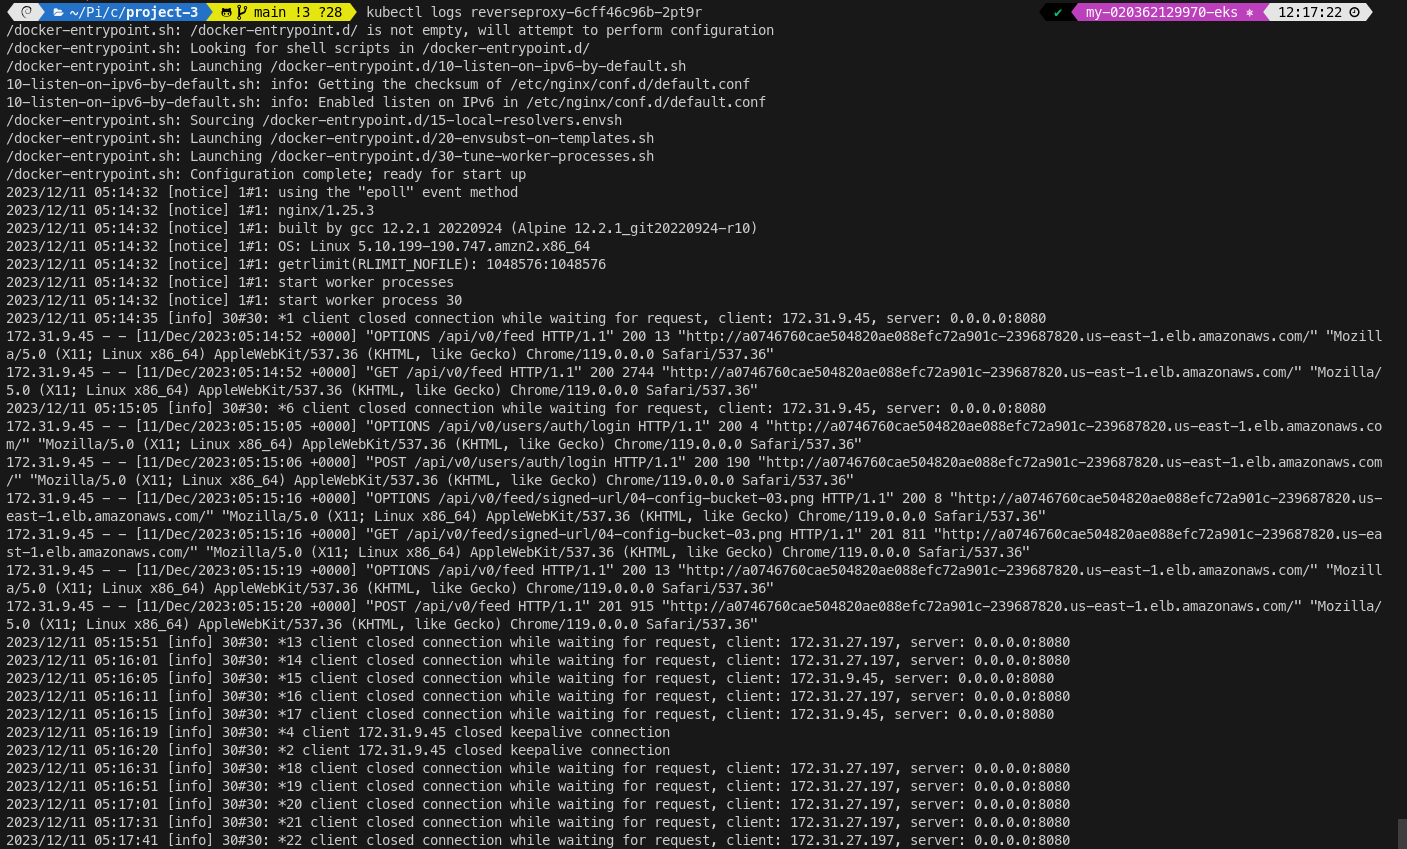 ~/Pi/c/project-3 main !3 ?28 kubectl logs reverseproxy-6cff46c96b-2pt9r ✔ my-020362129970-eks ⎈ 12:17:22
/docker-entrypoint.sh: /docker-entrypoint.d/ is not empty, will attempt to perform configuration
/docker-entrypoint.sh: Looking for shell scripts in /docker-entrypoint.d/
/docker-entrypoint.sh: Launching /docker-entrypoint.d/10-listen-on-ipv6-by-default.sh
10-listen-on-ipv6-by-default.sh: info: Getting the checksum of /etc/nginx/conf.d/default.conf
10-listen-on-ipv6-by-default.sh: info: Enabled listen on IPv6 in /etc/nginx/conf.d/default.conf
/docker-entrypoint.sh: Sourcing /docker-entrypoint.d/15-local-resolvers.envsh
/docker-entrypoint.sh: Launching /docker-entrypoint.d/20-envsubst-on-templates.sh
/docker-entrypoint.sh: Launching /docker-entrypoint.d/30-tune-worker-processes.sh
/docker-entrypoint.sh: Configuration complete; ready for start up
2023/12/11 05:14:32 [notice] 1#1: using the "epoll" event method
2023/12/11 05:14:32 [notice] 1#1: nginx/1.25.3
2023/12/11 05:14:32 [notice] 1#1: built by gcc 12.2.1 20220924 (Alpine 12.2.1_git20220924-r10)
2023/12/11 05:14:32 [notice] 1#1: OS: Linux 5.10.199-190.747.amzn2.x86_64
2023/12/11 05:14:32 [notice] 1#1: getrlimit(RLIMIT_NOFILE): 1048576:1048576
2023/12/11 05:14:32 [notice] 1#1: start worker processes
2023/12/11 05:14:32 [notice] 1#1: start worker process 30
2023/12/11 05:14:35 [info] 30#30: *1 client closed connection while waiting for request, client: 172.31.9.45, server: 0.0.0.0:8080
172.31.9.45 - - [11/Dec/2023:05:14:52 +0000] "OPTIONS /api/v0/feed HTTP/1.1" 200 13 "http://a0746760cae504820ae088efc72a901c-239687820.us-east-1.elb.amazonaws.com/" "Mozill
a/5.0 (X11; Linux x86_64) AppleWebKit/537.36 (KHTML, like Gecko) Chrome/119.0.0.0 Safari/537.36"
172.31.9.45 - - [11/Dec/2023:05:14:52 +0000] "GET /api/v0/feed HTTP/1.1" 200 2744 "http://a0746760cae504820ae088efc72a901c-239687820.us-east-1.elb.amazonaws.com/" "Mozilla/
5.0 (X11; Linux x86_64) AppleWebKit/537.36 (KHTML, like Gecko) Chrome/119.0.0.0 Safari/537.36"
2023/12/11 05:15:05 [info] 30#30: *6 client closed connection while waiting for request, client: 172.31.9.45, server: 0.0.0.0:8080
172.31.9.45 - - [11/Dec/2023:05:15:05 +0000] "OPTIONS /api/v0/users/auth/login HTTP/1.1" 200 4 "http://a0746760cae504820ae088efc72a901c-239687820.us-east-1.elb.amazonaws.co
m/" "Mozilla/5.0 (X11; Linux x86_64) AppleWebKit/537.36 (KHTML, like Gecko) Chrome/119.0.0.0 Safari/537.36"
172.31.9.45 - - [11/Dec/2023:05:15:06 +0000] "POST /api/v0/users/auth/login HTTP/1.1" 200 190 "http://a0746760cae504820ae088efc72a901c-239687820.us-east-1.elb.amazonaws.com
/" "Mozilla/5.0 (X11; Linux x86_64) AppleWebKit/537.36 (KHTML, like Gecko) Chrome/119.0.0.0 Safari/537.36"
172.31.9.45 - - [11/Dec/2023:05:15:16 +0000] "OPTIONS /api/v0/feed/signed-url/04-config-bucket-03.png HTTP/1.1" 200 8 "http://a0746760cae504820ae088efc72a901c-239687820.us-
east-1.elb.amazonaws.com/" "Mozilla/5.0 (X11; Linux x86_64) AppleWebKit/537.36 (KHTML, like Gecko) Chrome/119.0.0.0 Safari/537.36"
172.31.9.45 - - [11/Dec/2023:05:15:16 +0000] "GET /api/v0/feed/signed-url/04-config-bucket-03.png HTTP/1.1" 201 811 "http://a0746760cae504820ae088efc72a901c-239687820.us-ea
st-1.elb.amazonaws.com/" "Mozilla/5.0 (X11; Linux x86_64) AppleWebKit/537.36 (KHTML, like Gecko) Chrome/119.0.0.0 Safari/537.36"
172.31.9.45 - - [11/Dec/2023:05:15:19 +0000] "OPTIONS /api/v0/feed HTTP/1.1" 200 13 "http://a0746760cae504820ae088efc72a901c-239687820.us-east-1.elb.amazonaws.com/" "Mozill
a/5.0 (X11; Linux x86_64) AppleWebKit/537.36 (KHTML, like Gecko) Chrome/119.0.0.0 Safari/537.36"
172.31.9.45 - - [11/Dec/2023:05:15:20 +0000] "POST /api/v0/feed HTTP/1.1" 201 915 "http://a0746760cae504820ae088efc72a901c-239687820.us-east-1.elb.amazonaws.com/" "Mozilla/
5.0 (X11; Linux x86_64) AppleWebKit/537.36 (KHTML, like Gecko) Chrome/119.0.0.0 Safari/537.36"
2023/12/11 05:15:51 [info] 30#30: *13 client closed connection while waiting for request, client: 172.31.27.197, server: 0.0.0.0:8080
2023/12/11 05:16:01 [info] 30#30: *14 client closed connection while waiting for request, client: 172.31.27.197, server: 0.0.0.0:8080
2023/12/11 05:16:05 [info] 30#30: *15 client closed connection while waiting for request, client: 172.31.9.45, server: 0.0.0.0:8080
2023/12/11 05:16:11 [info] 30#30: *16 client closed connection while waiting for request, client: 172.31.27.197, server: 0.0.0.0:8080
2023/12/11 05:16:15 [info] 30#30: *17 client closed connection while waiting for request, client: 172.31.9.45, server: 0.0.0.0:8080
2023/12/11 05:16:19 [info] 30#30: *4 client 172.31.9.45 closed keepalive connection
2023/12/11 05:16:20 [info] 30#30: *2 client 172.31.9.45 closed keepalive connection
2023/12/11 05:16:31 [info] 30#30: *18 client closed connection while waiting for request, client: 172.31.27.197, server: 0.0.0.0:8080
2023/12/11 05:16:51 [info] 30#30: *19 client closed connection while waiting for request, client: 172.31.27.197, server: 0.0.0.0:8080
2023/12/11 05:17:01 [info] 30#30: *20 client closed connection while waiting for request, client: 172.31.27.197, server: 0.0.0.0:8080
2023/12/11 05:17:31 [info] 30#30: *21 client closed connection while waiting for request, client: 172.31.27.197, server: 0.0.0.0:8080
2023/12/11 05:17:41 [info] 30#30: *22 client closed connection while waiting for request, client: 172.31.27.197, server: 0.0.0.0:8080